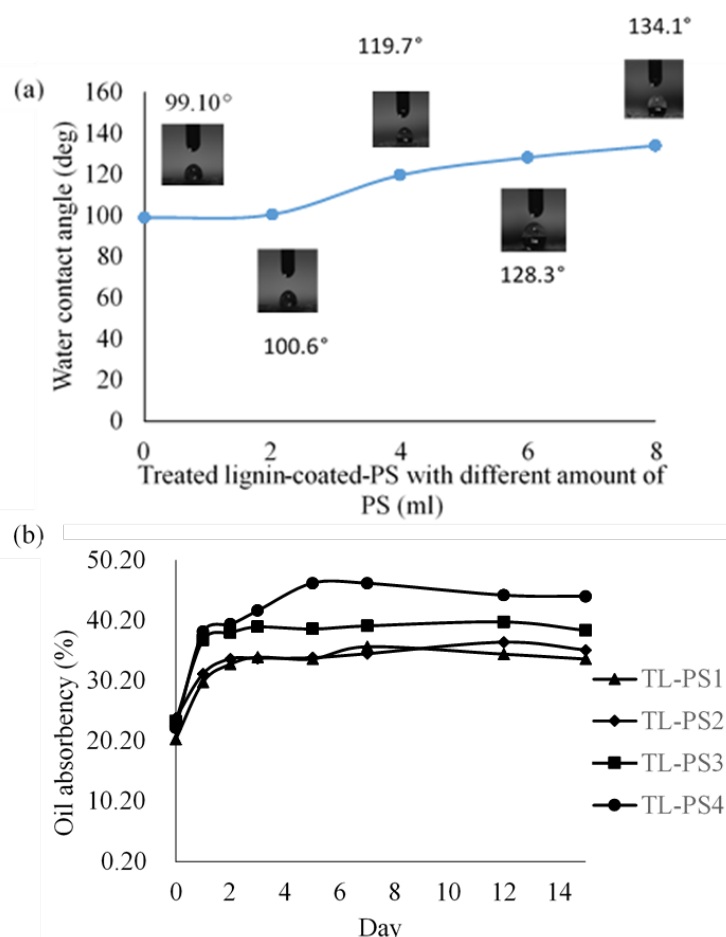 (a)
119.7°
134.1°
99.10°
160
140
120
100
80
60
40
20
0
Water contact angle (deg)
128.3°
100.6°
0 2 4 6 8
Treated lignin-coated-PS with different amount of
PS (ml)
(b)
50.20
40.20
30.20
20.20
10.20
0.20
Oil absorbency (%)
TL-PS1
TL-PS2
TL-PS3
TL-PS4
0 2 4 6 8 10 12 14
Day